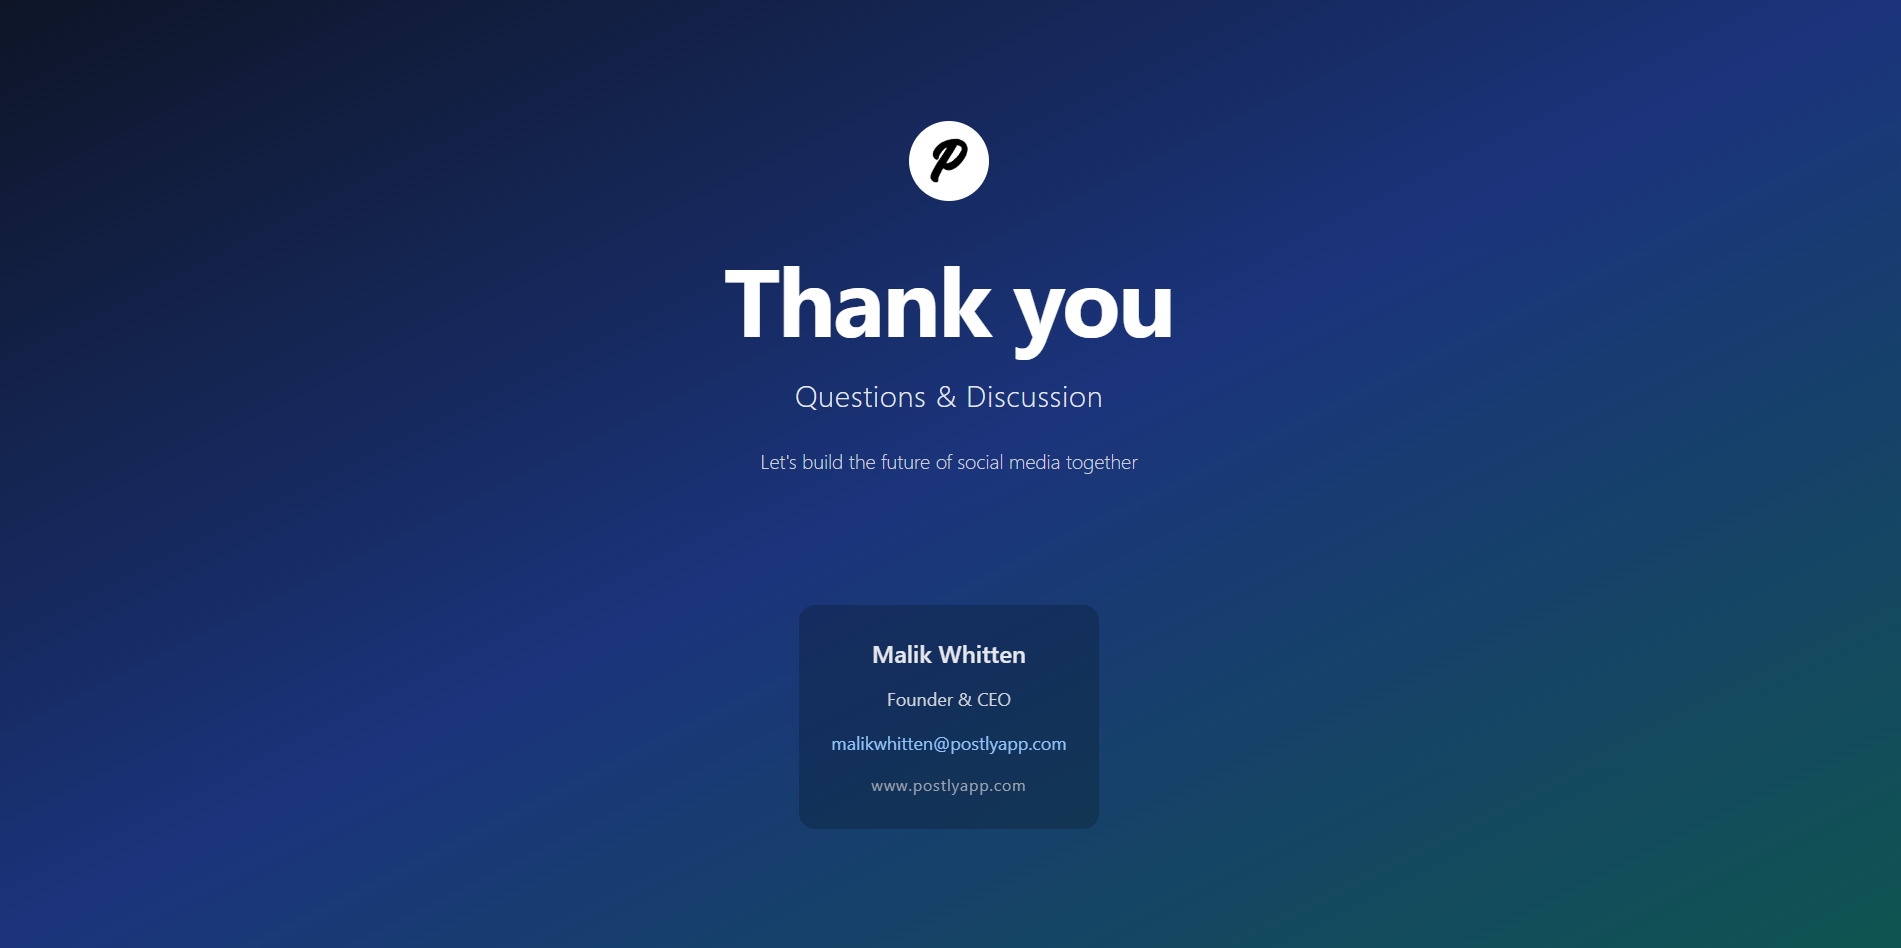 P
Thank you
Questions & Discussion
Let's build the future of social media together
Malik Whitten
Founder & CEO
malikwhitten@postlyapp.com
www.postlyapp.com